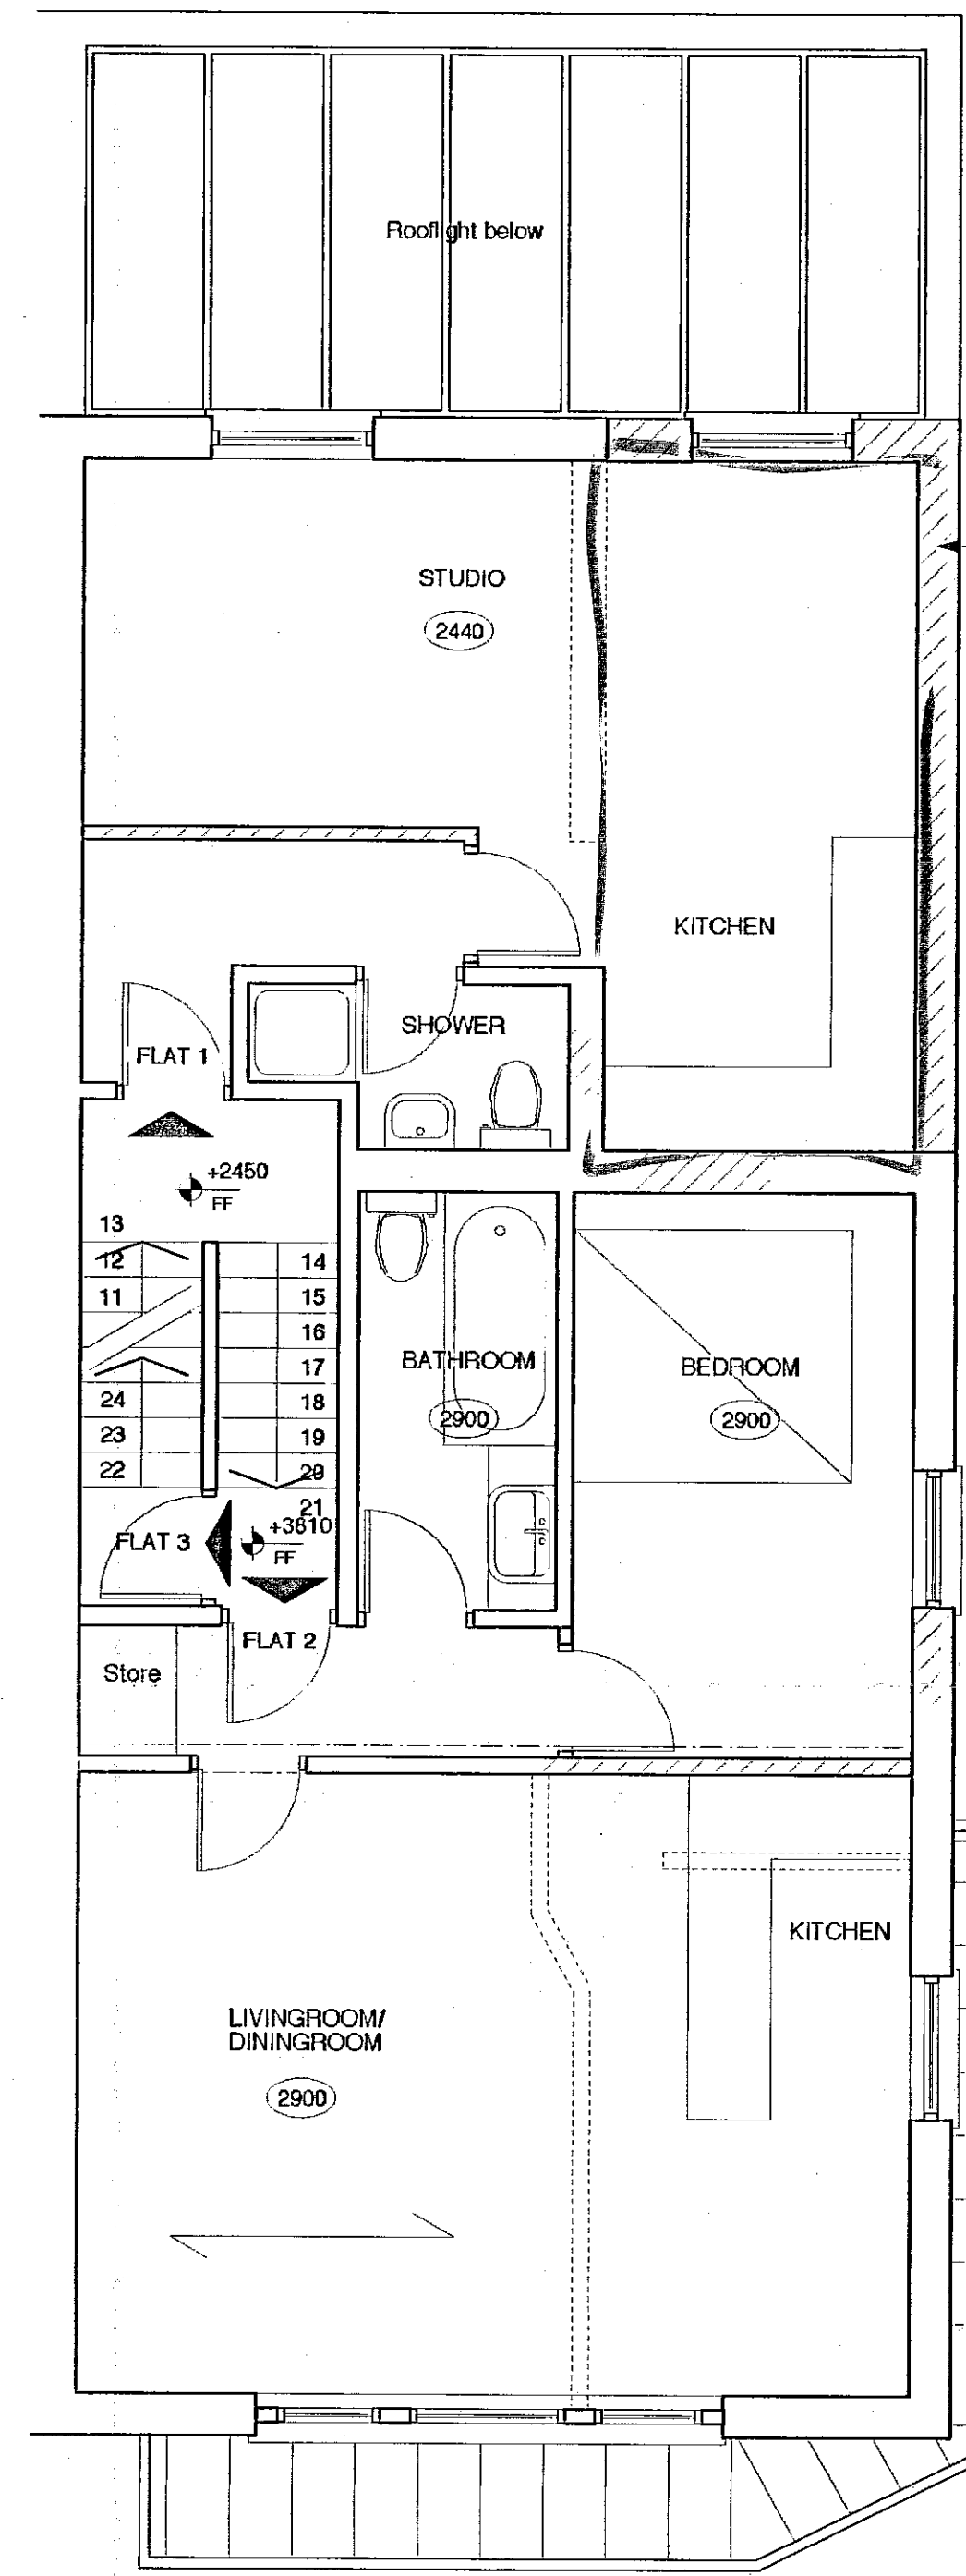 Rooflight below
STUDIO
2440
KITCHEN
SHOWER
FLAT 1
+2450
FF
13
12
11
14
15
16
17
18
19
20
21
24
23
22
BATHROOM
2900
BEDROOM
2900
FLAT 3
+3810
FF
FLAT 2
Store
KITCHEN
LIVINGROOM/
DININGROOM
2900